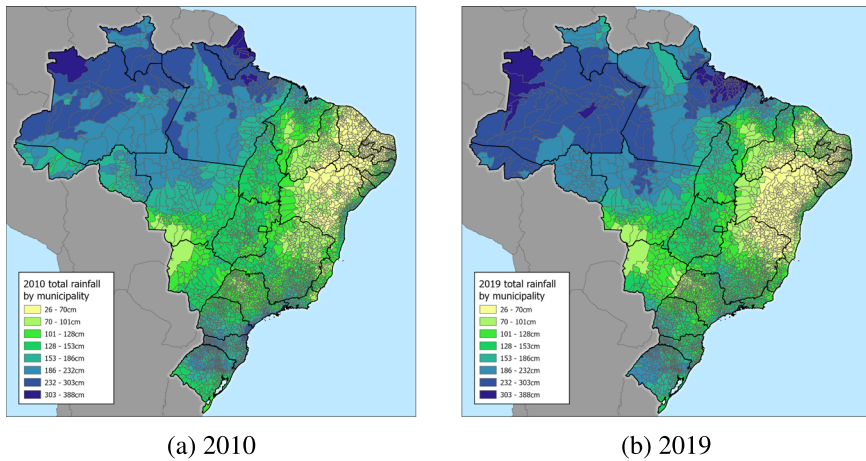 2010 total rainfall
by municipality
26 - 70cm
70 - 101cm
101 - 128cm
128 - 153cm
153 - 186cm
186 - 232cm
232 - 303cm
303 - 388cm
(a) 2010
2019 total rainfall
by municipality
26 - 70cm
70 - 101cm
101 - 128cm
128 - 153cm
153 - 186cm
186 - 232cm
232 - 303cm
303 - 388cm
(b) 2019